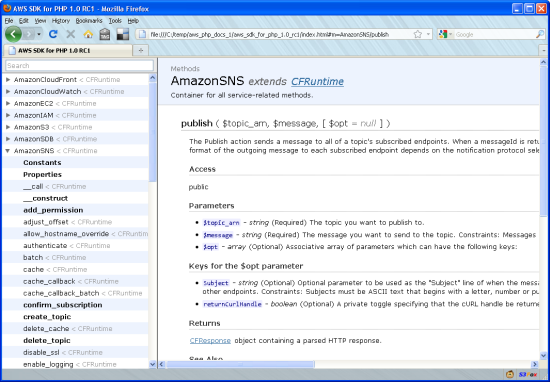 AWS SDK for PHP 1.0 RC1 - Mozilla Firefox
File Edit View History Bookmarks Tools Help
file:///C:/temp/aws_php_docs_1/aws_sdk_for_php_1.0_rc1/index.html#m=AmazonSNS/publish
Google
AWS SDK for PHP 1.0 RC1
Search
AmazonCloudFront < CFRuntime
AmazonCloudWatch < CFRuntime
AmazonEC2 < CFRuntime
AmazonELB < CFRuntime
AmazonIAM < CFRuntime
AmazonS3 < CFRuntime
AmazonSDB < CFRuntime
AmazonSNS < CFRuntime
Constants
Properties
__call < CFRuntime
__construct
add_permission
adjust_offset < CFRuntime
allow_hostname_override < CFRuntim
authenticate < CFRuntime
batch < CFRuntime
cache < CFRuntime
cache_callback < CFRuntime
cache_callback_batch < CFRuntime
confirm_subscription
create_topic
delete_cache < CFRuntime
delete_topic
disable_ssl < CFRuntime
enable_logging < CFRuntime
Methods
AmazonSNS extends CFRuntime
Container for all service-related methods.
publish ( $topic_arn, $message, [ $opt = null ] )
The Publish action sends a message to all of a topic's subscribed endpoints. When a messageId is retu
format of the outgoing message to each subscribed endpoint depends on the notification protocol sele
Access
public
Parameters
$topic_arn - string (Required) The topic you want to publish to.
$message - string (Required) The message you want to send to the topic. Constraints: Messages
$opt - array (Optional) Associative array of parameters which can have the following keys:
Keys for the $opt parameter
Subject - string (Optional) Optional parameter to be used as the "Subject" line of when the messa
other endpoints. Constraints: Subjects must be ASCII text that begins with a letter, number or pu
returnCurlHandle - boolean (Optional) A private toggle specifying that the cURL handle be returne
Returns
CFResponse object containing a parsed HTTP response.
See Also
S3Fox